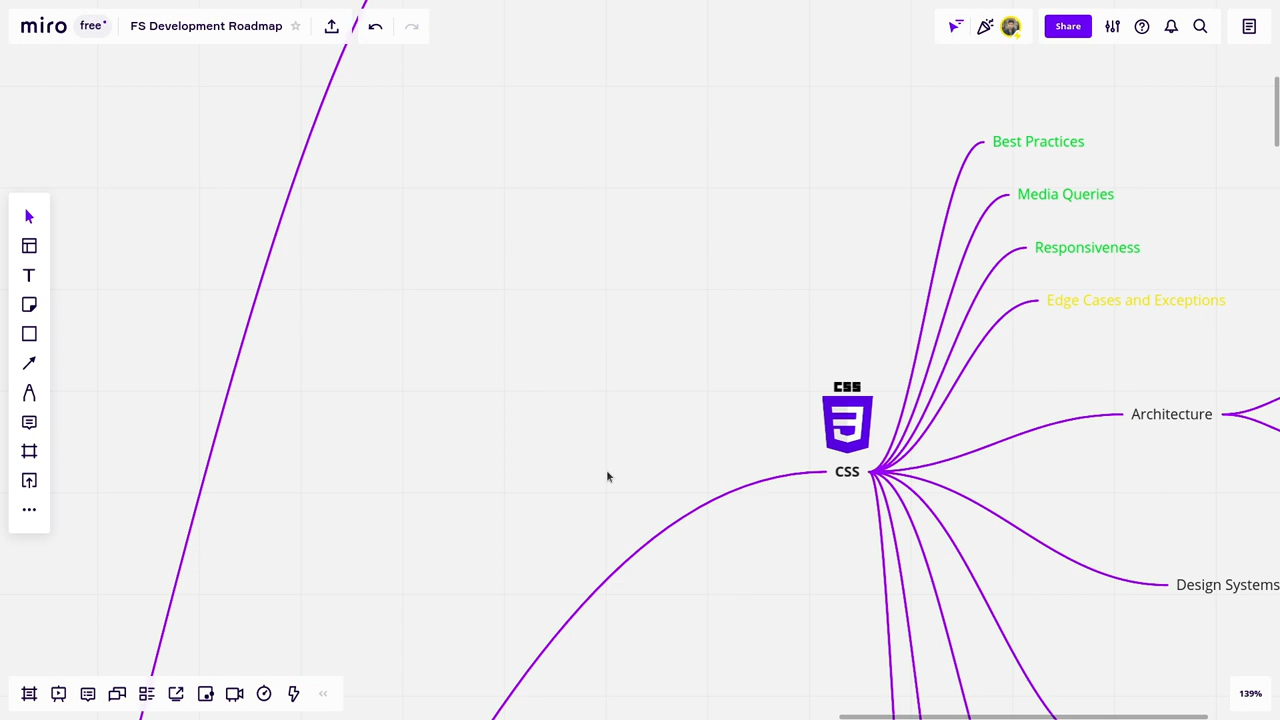 miro
free
FS Development Roadmap
Share
Best Practices
Media Queries
Responsiveness
Edge Cases and Exceptions
CSS
Architecture
CSS
Design Systems
139%